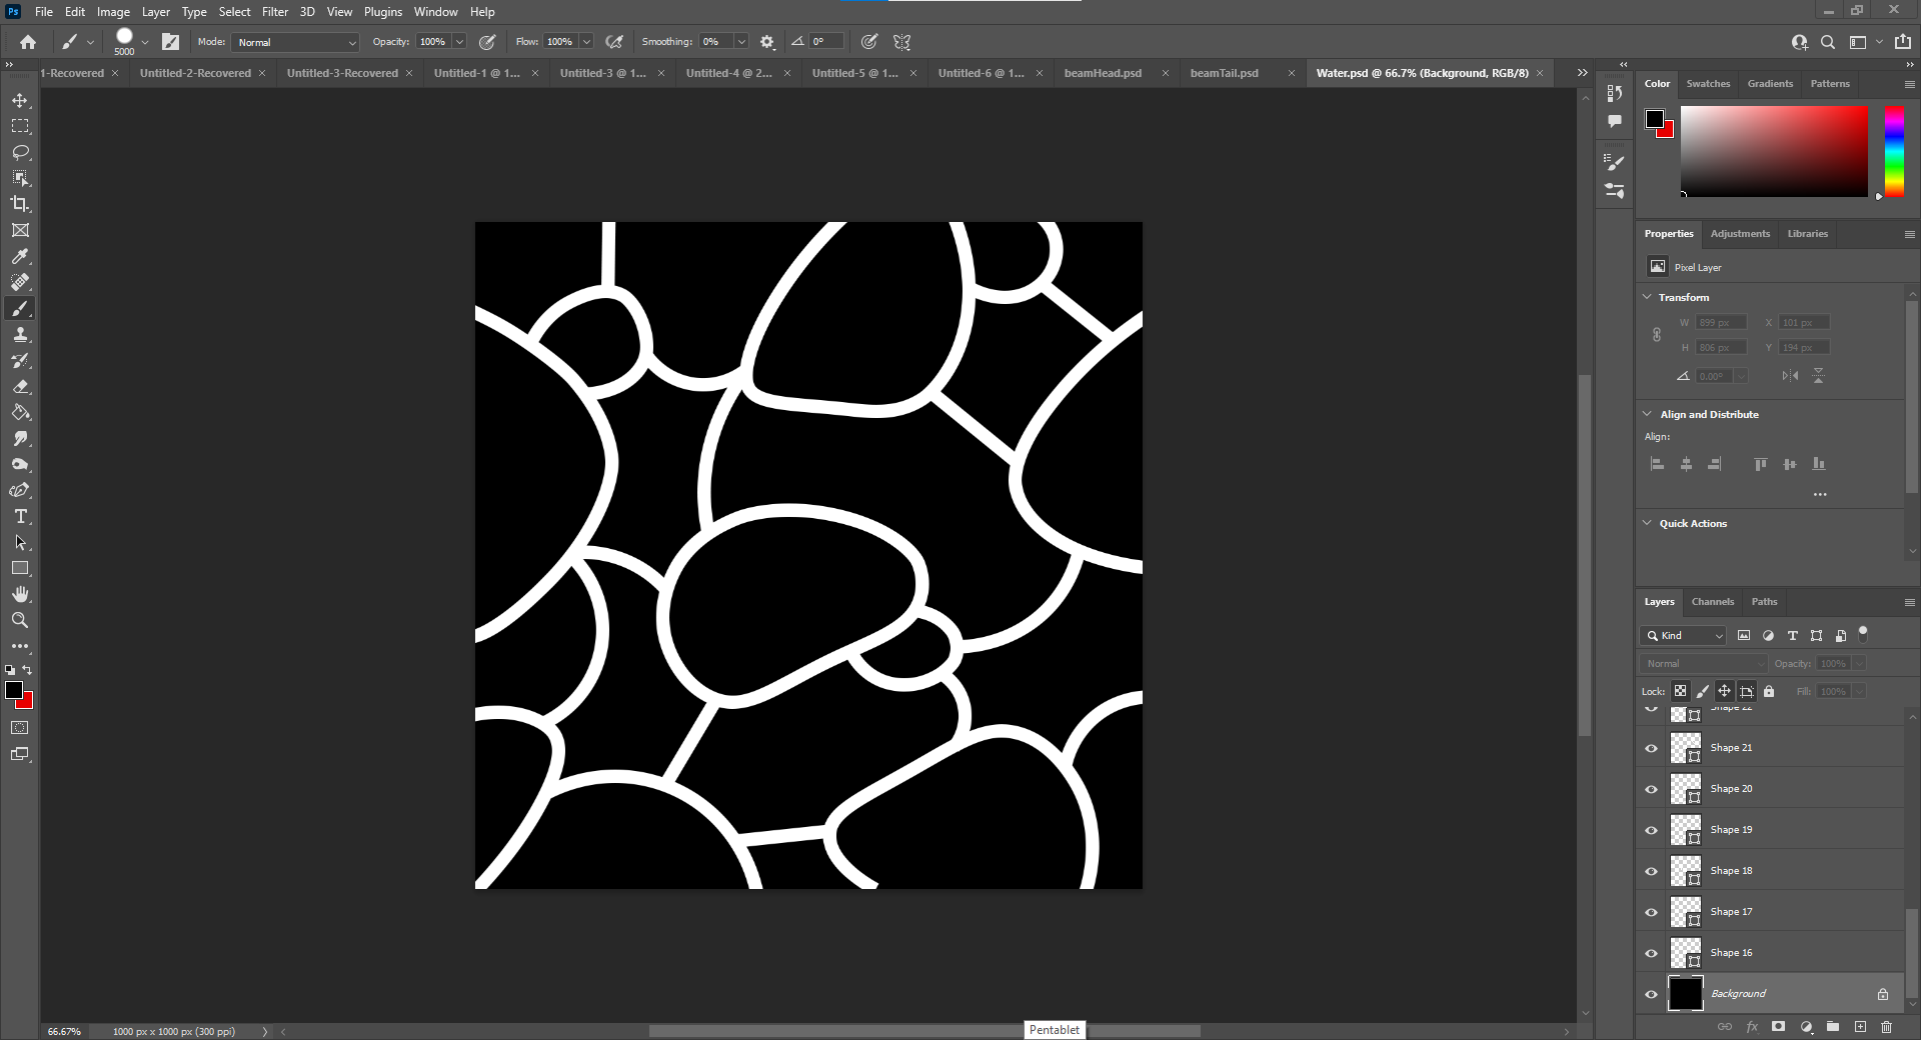 Ps File Edit Image Layer Type Select Filter 3D View Plugins Window Help
5000 Mode: Normal Opacity: 100% Flow: 100% Smoothing: 0% 0°
1-Recovered Untitled-2-Recovered Untitled-3-Recovered Untitled-1 @ 1... Untitled-3 @ 1... Untitled-4 @ 2... Untitled-5 @ 1... Untitled-6 @ 1... beamHead.psd beamTail.psd Water.psd @ 66.7% (Background, RGB/8)
Color Swatches Gradients Patterns
Properties Adjustments Libraries
Pixel Layer
Transform
W 899 px X 101 px
H 806 px Y 194 px
0.00°
Align and Distribute
Align:
Quick Actions
Layers Channels Paths
Kind
Normal Opacity: 100%
Lock: Fill: 100%
Shape 22
Shape 21
Shape 20
Shape 19
Shape 18
Shape 17
Shape 16
Background
66.67% 1000 px x 1000 px (300 ppi)
Pentablet